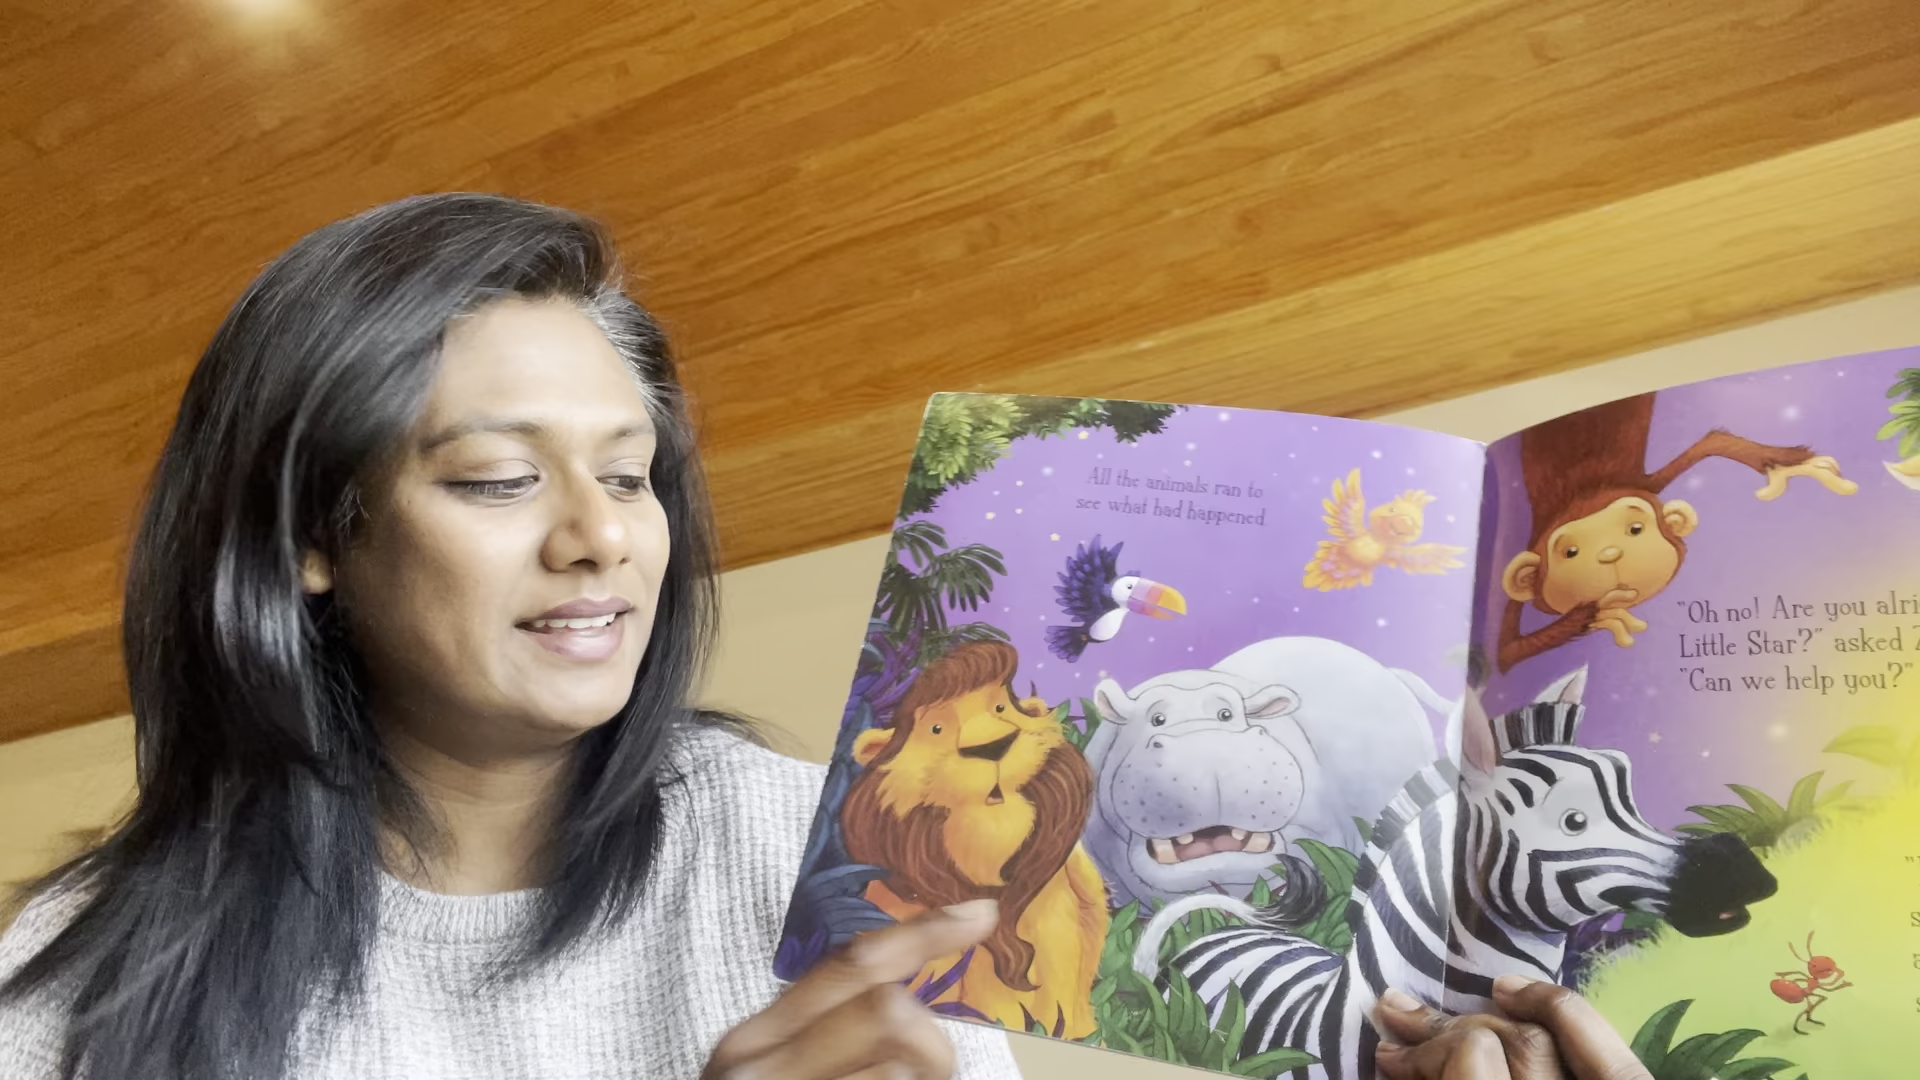 All the animals ran to
see what had happened
"Oh no! Are you
Little Star?" asked
"Can we help you?"